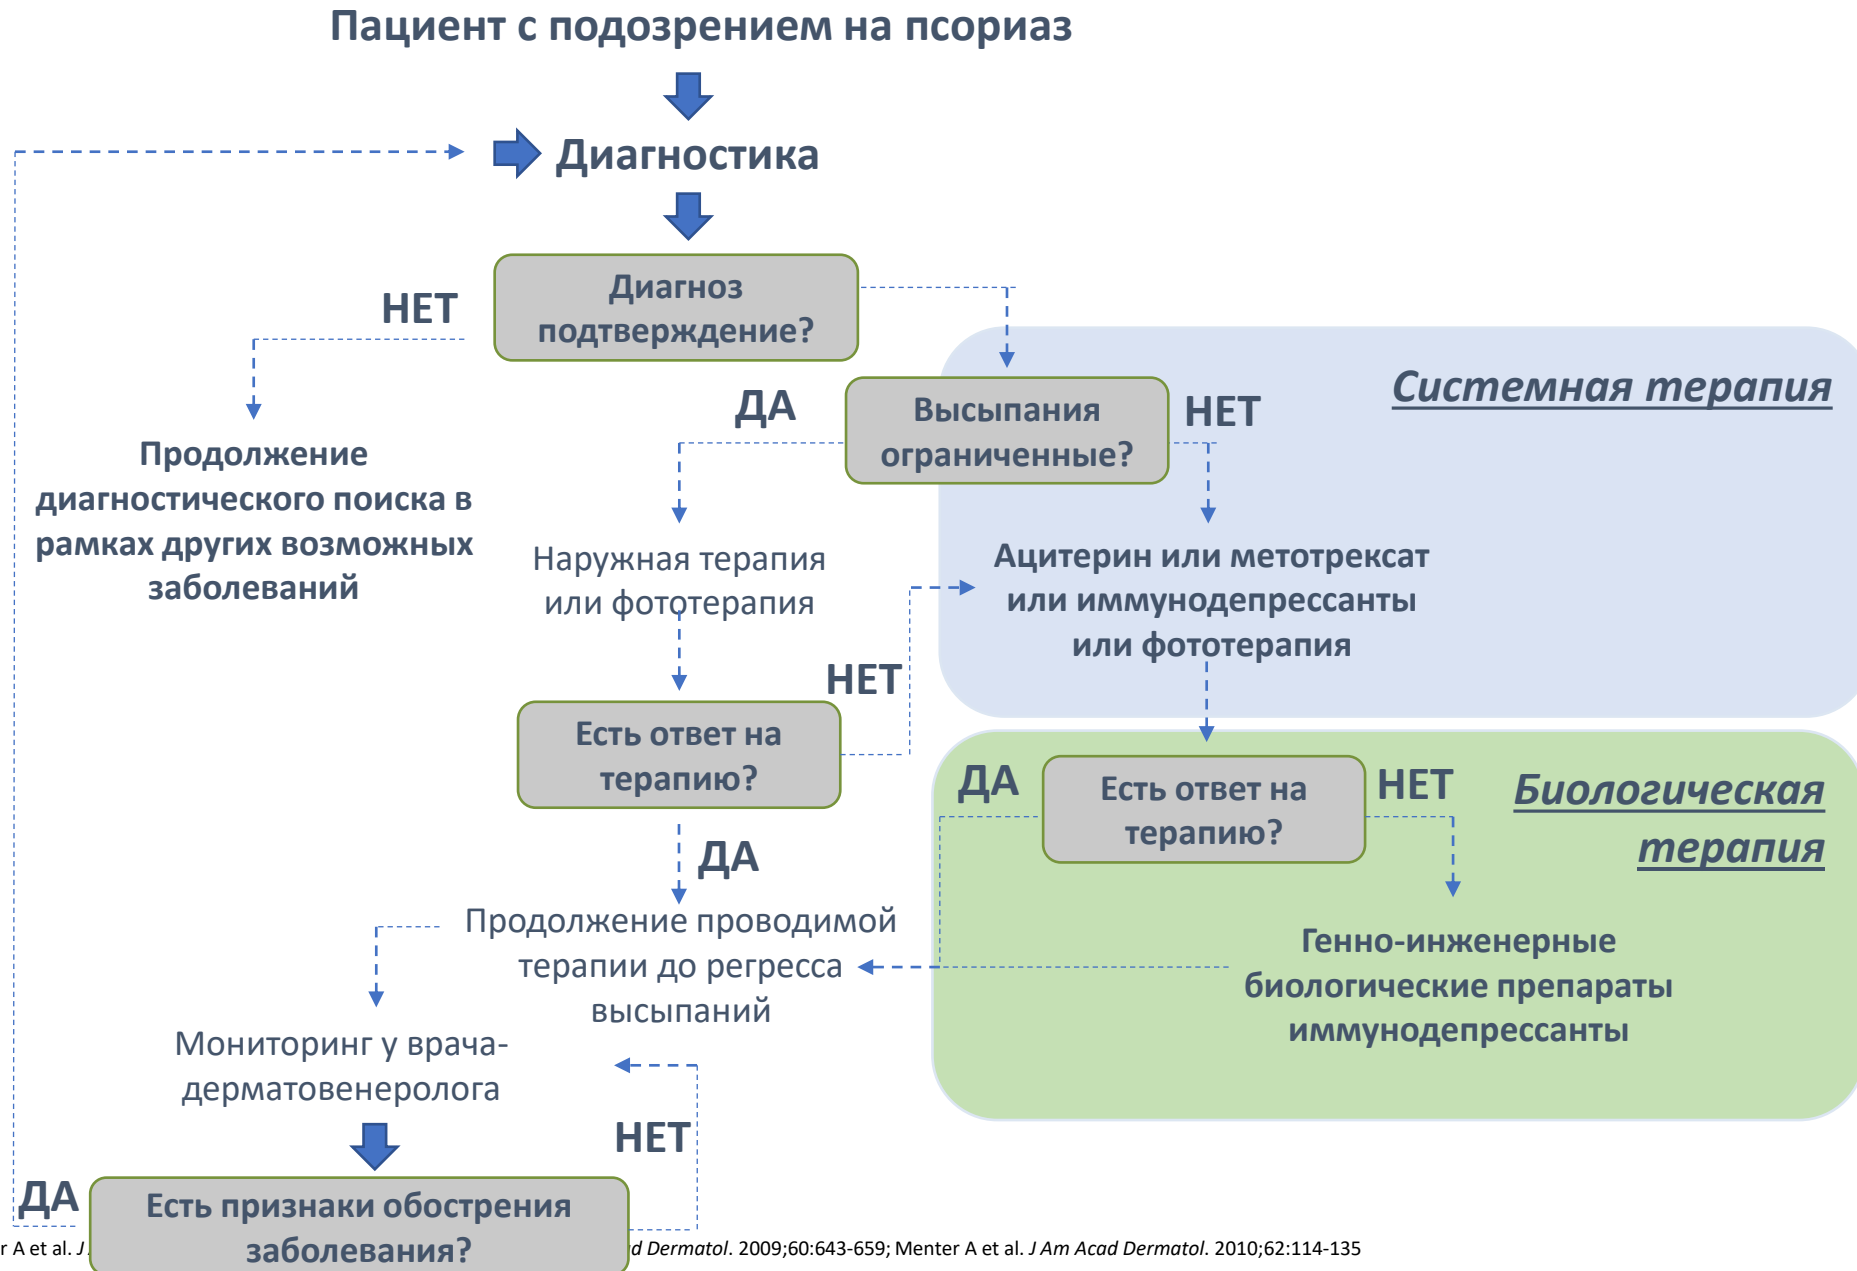 Пациент с подозрением на псориаз
Диагностика
Диагноз
подтверждение?
НЕТ
Продолжение
диагностического поиска в
рамках других возможных
заболеваний
Высыпания
ограниченные?
ДА
НЕТ
Системная терапия
Наружная терапия
или фототерапия
Ацитерин или метотрексат
или иммунодепрессанты
или фототерапия
Есть ответ на
терапию?
НЕТ
ДА
Есть ответ на
терапию?
ДА
НЕТ
Биологическая
терапия
Генно-инженерные
биологические препараты
иммунодепрессанты
Продолжение проводимой
терапии до регресса
высыпаний
Мониторинг у врача-
дерматовенеролога
НЕТ
ДА
Есть признаки обострения
заболевания?
r A et al. J d Dermatol. 2009;60:643-659; Menter A et al. J Am Acad Dermatol. 2010;62:114-135